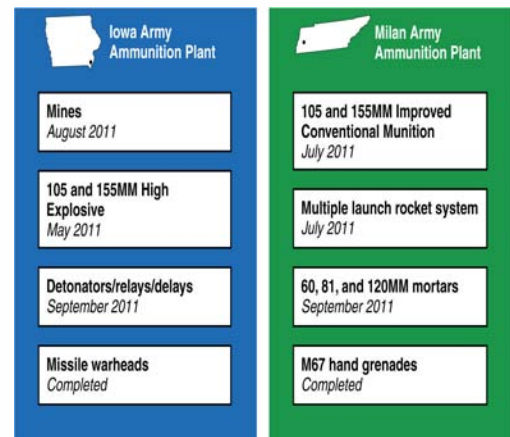 Iowa Army
Ammunition Plant
Mines
August 2011
105 and 155MM High
Explosive
May 2011
Detonators/relays/delays
September 2011
Missile warheads
Completed
Milan Army
Ammunition Plant
105 and 155MM Improved
Conventional Munition
July 2011
Multiple launch rocket system
July 2011
60, 81, and 120MM mortars
September 2011
M67 hand grenades
Completed